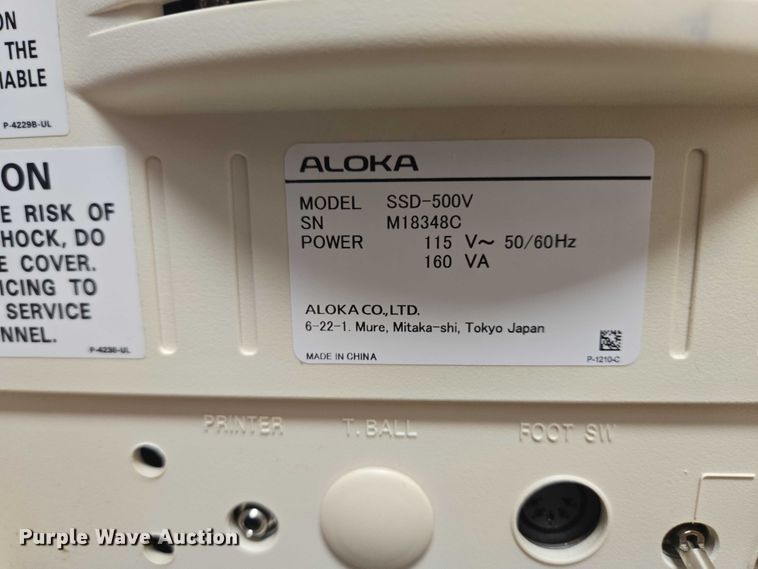 ON
THE
IABLE
P-4229B-UL
ON
E RISK OF
HOCK, DO
E COVER.
ICING TO
SERVICE
NNEL.
P-4230-UL
ALOKA
MODEL SSD-500V
SN M18348C
POWER 115 V~ 50/60Hz
160 VA
ALOKA CO.,LTD.
6-22-1. Mure, Mitaka-shi, Tokyo Japan
MADE IN CHINA
P-1210-C
PRINTER T.BALL FOOT SW
Purple Wave Auction